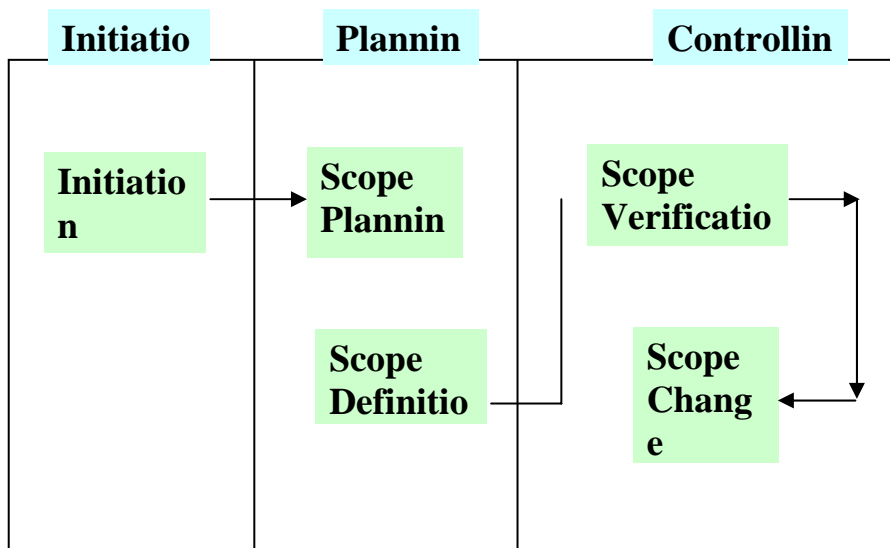 Initiatio
Plannin
Controllin
Initiatio
n
Scope
Plannin
Scope
Verificatio
Scope
Definitio
Scope
Chang
e